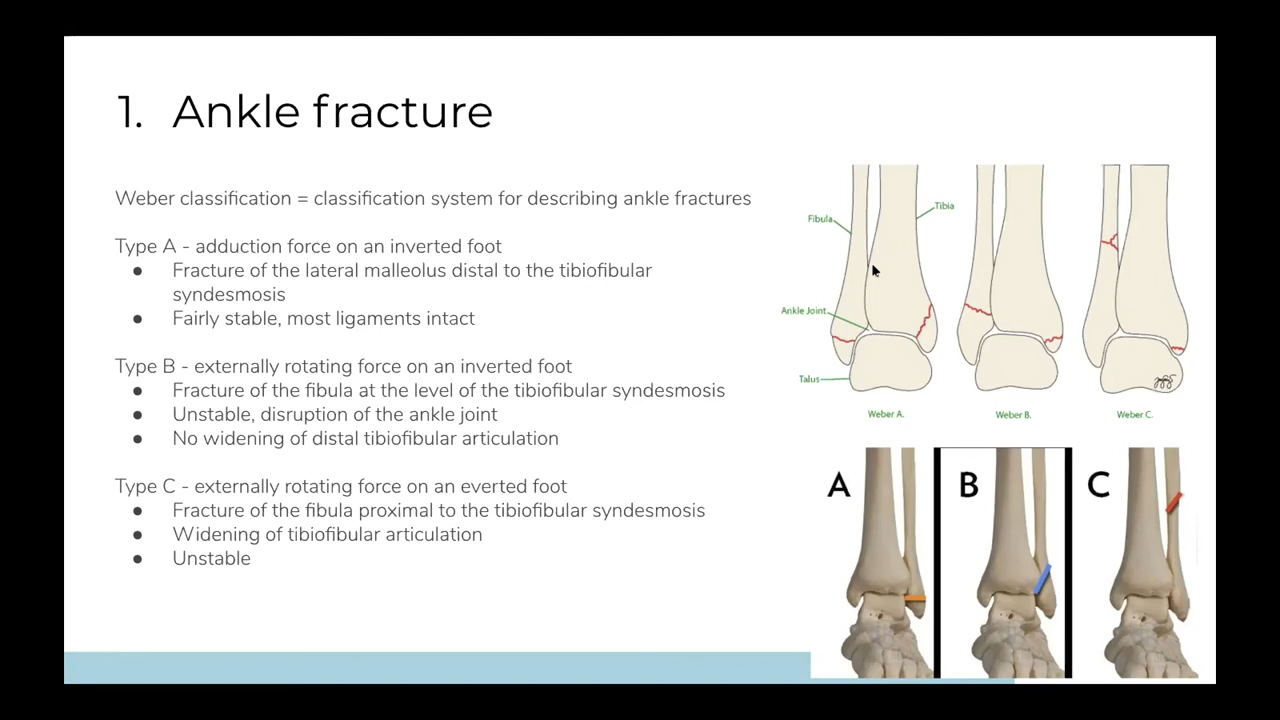 1. Ankle fracture
Weber classification = classification system for describing ankle fractures
Type A - adduction force on an inverted foot
● Fracture of the lateral malleolus distal to the tibiofibular
syndesmosis
● Fairly stable, most ligaments intact
Type B - externally rotating force on an inverted foot
● Fracture of the fibula at the level of the tibiofibular syndesmosis
● Unstable, disruption of the ankle joint
● No widening of distal tibiofibular articulation
Type C - externally rotating force on an everted foot
● Fracture of the fibula proximal to the tibiofibular syndesmosis
● Widening of tibiofibular articulation
● Unstable
Fibula
Tibia
Ankle Joint
Talus
Weber A.
Weber B.
Weber C.
A
B
C